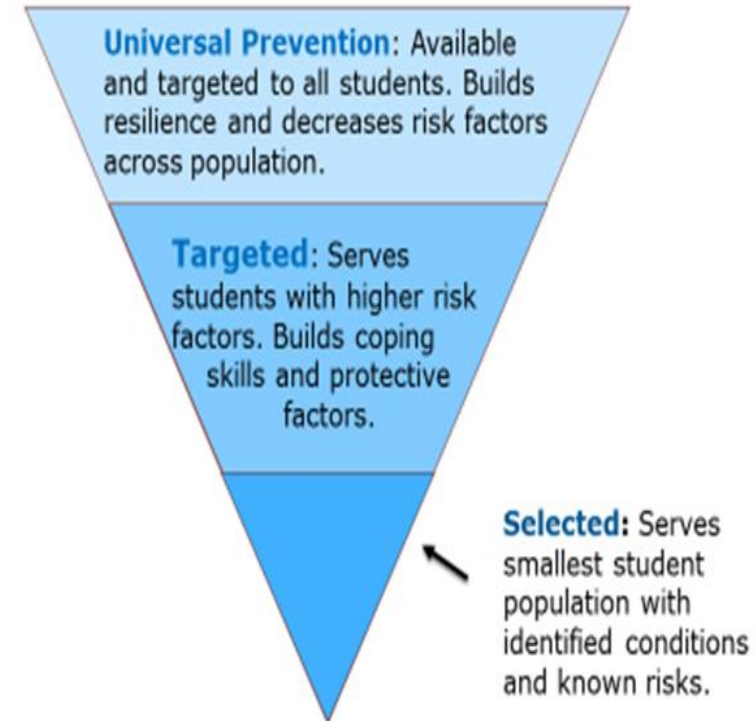 Universal Prevention: Available
and targeted to all students. Builds
resilience and decreases risk factors
across population.
Targeted: Serves
students with higher risk
factors. Builds coping
skills and protective
factors.
Selected: Serves
smallest student
population with
identified conditions
and known risks.